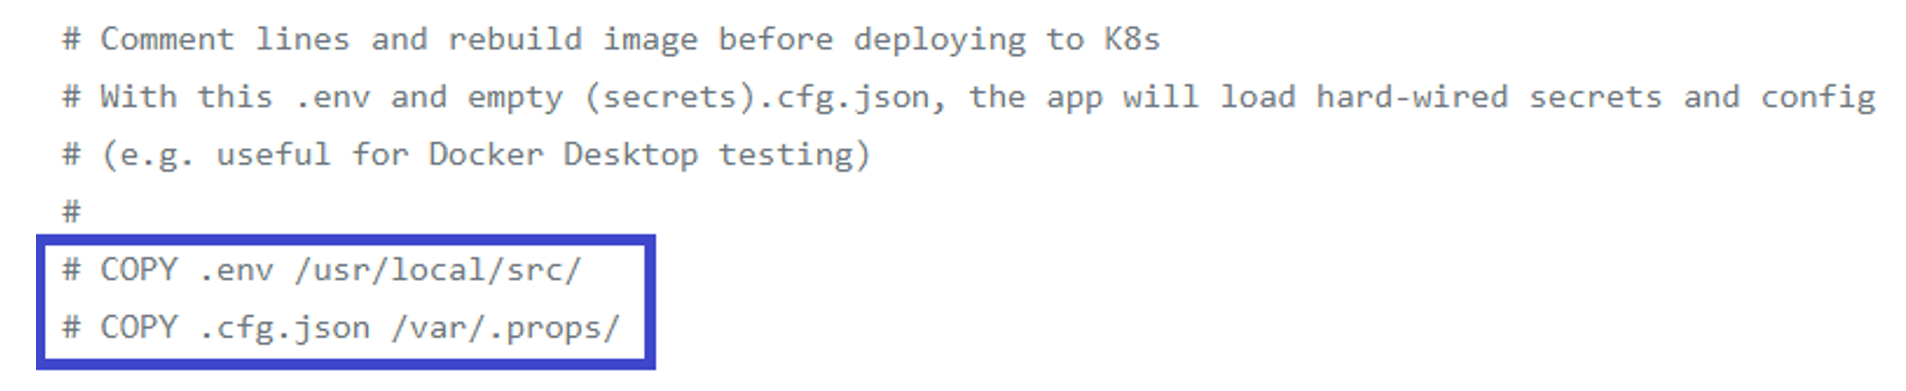 # Comment lines and rebuild image before deploying to K8s
# With this .env and empty (secrets).cfg.json, the app will load hard-wired secrets and config
# (e.g. useful for Docker Desktop testing)
#
# COPY .env /usr/local/src/
# COPY .cfg.json /var/.props/